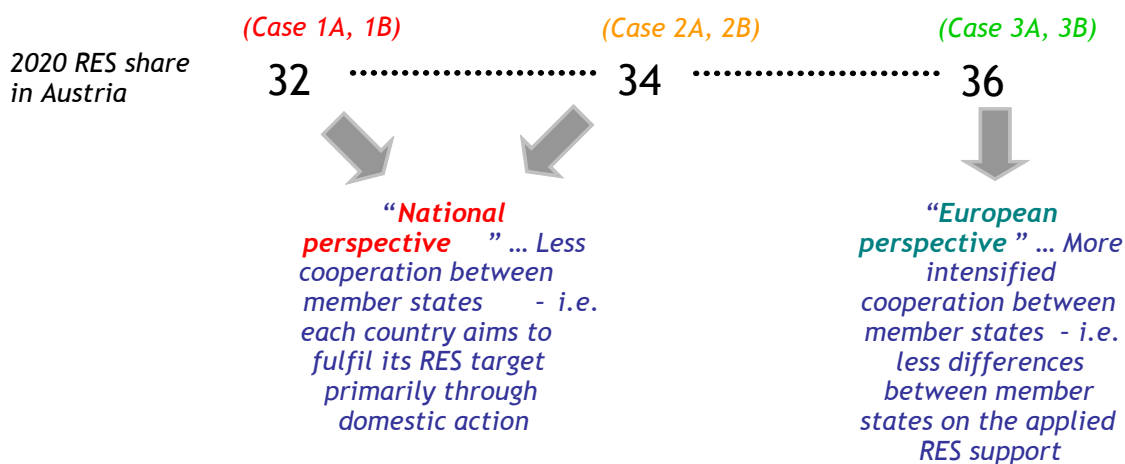 (Case 1A, 1B) (Case 2A, 2B) (Case 3A, 3B)
2020 RES share
in Austria
32 34 36
“National
perspective ” … Less
cooperation between
member states - i.e.
each country aims to
fulfil its RES target
primarily through
domestic action
“European
perspective ” … More
intensified
cooperation between
member states - i.e.
less differences
between member
states on the applied
RES support